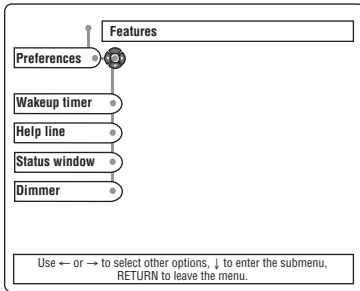 Features
Preferences
Wakeup timer
Help line
Status window
Dimmer
Use ← or → to select other options, ↓ to enter the submenu,
RETURN to leave the menu.